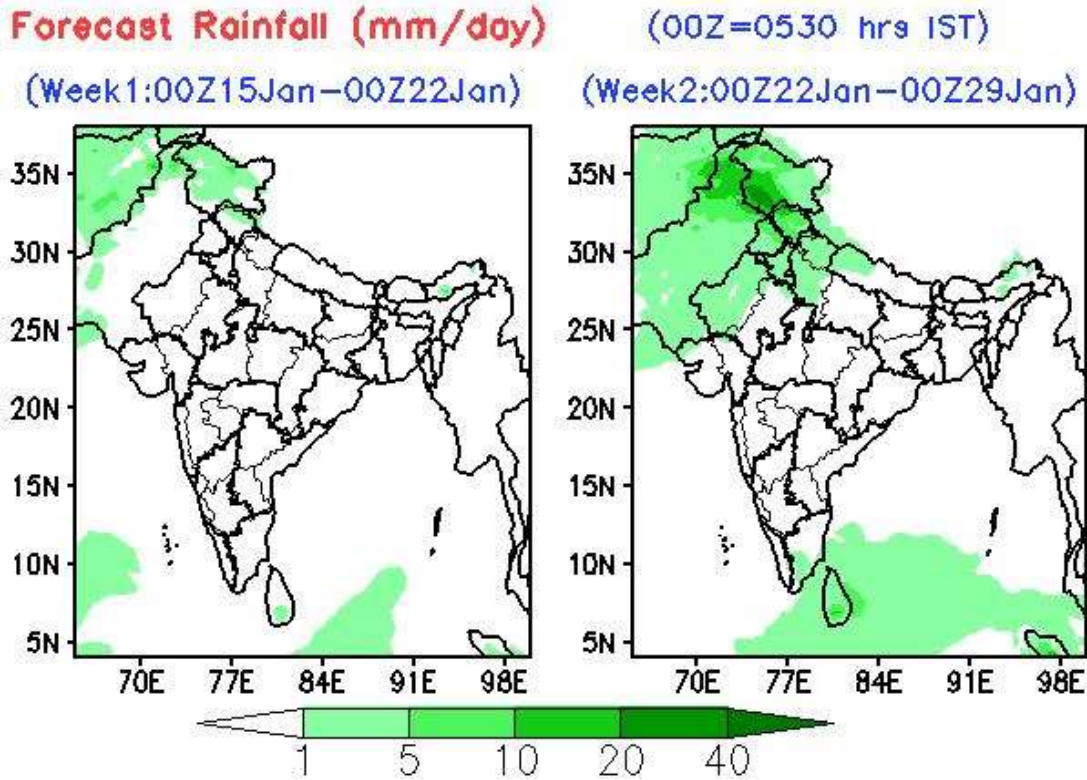 Forecast Rainfall (mm/day) (00Z=0530 hrs IST)
(Week1:00Z15Jan–00Z22Jan) (Week2:00Z22Jan–00Z29Jan)
35N
30N
25N
20N
15N
10N
5N
70E 77E 84E 91E 98E
35N
30N
25N
20N
15N
10N
5N
70E 77E 84E 91E 98E
1 5 10 20 40